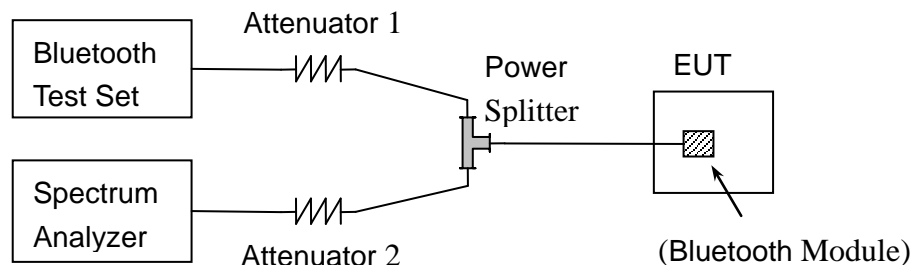 Attenuator 1
Bluetooth
Test Set
Power
Splitter
EUT
Spectrum
Analyzer
Attenuator 2
(Bluetooth Module)